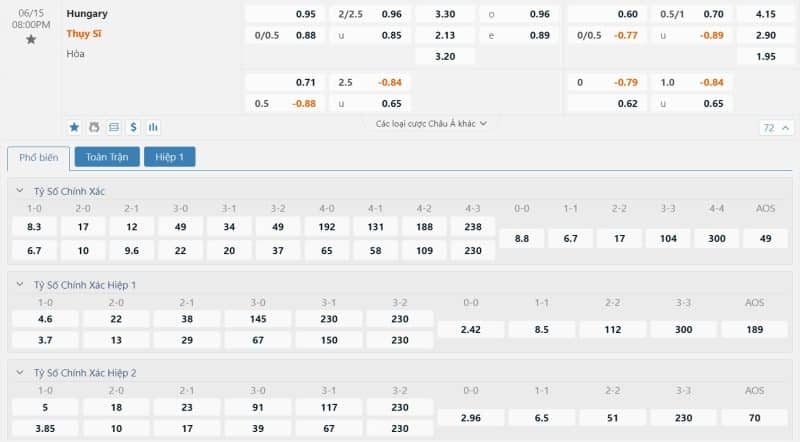 06/15 Hungary 0.95 2/2.5 0.96 3.30 o 0.96 0.60 0.5/1 0.70 4.15
08:00PM Thụy Sĩ 0/0.5 0.88 u 0.85 2.13 e 0.89 0/0.5 -0.77 u -0.89 2.90
Hòa 3.20 1.95
0.71 2.5 -0.84 0 -0.79 1.0 -0.84
0.5 -0.88 u 0.65 0.62 u 0.65
Các loại cược Châu Á khác 72
Phổ biến Toàn Trận Hiệp 1
Tỷ Số Chính Xác
1-0 2-0 2-1 3-0 3-1 3-2 4-0 4-1 4-2 4-3 0-0 1-1 2-2 3-3 4-4 AOS
8.3 17 12 49 34 49 192 131 188 238
8.8 6.7 17 104 300 49
6.7 10 9.6 22 20 37 65 58 109 230
Tỷ Số Chính Xác Hiệp 1
1-0 2-0 2-1 3-0 3-1 3-2 0-0 1-1 2-2 3-3 AOS
4.6 22 38 145 230 230
2.42 8.5 112 300 189
3.7 13 29 67 150 230
Tỷ Số Chính Xác Hiệp 2
1-0 2-0 2-1 3-0 3-1 3-2 0-0 1-1 2-2 3-3 AOS
5 18 23 91 117 230
2.96 6.5 51 230 70
3.85 10 17 39 67 230